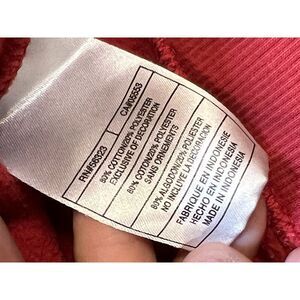 RN#56323 CA#05553
80% COTTON/20% POLYESTER
EXCLUSIVE OF DECORATION
80% COTON/20% POLYESTER
SANS ORNEMENTS
80% ALGODON/20% POLIESTER
NO INCLUYE LA DECORACION
FABRIQUE EN INDONESIE
HECHO EN INDONESIA
MADE IN INDONESIA